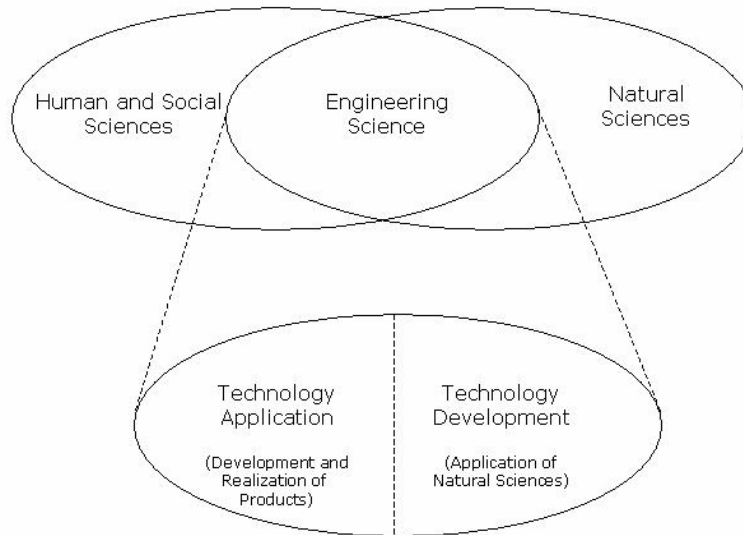 Human and Social
Sciences
Engineering
Science
Natural
Sciences
Technology
Application
(Development and
Realization of
Products)
Technology
Development
(Application of
Natural Sciences)